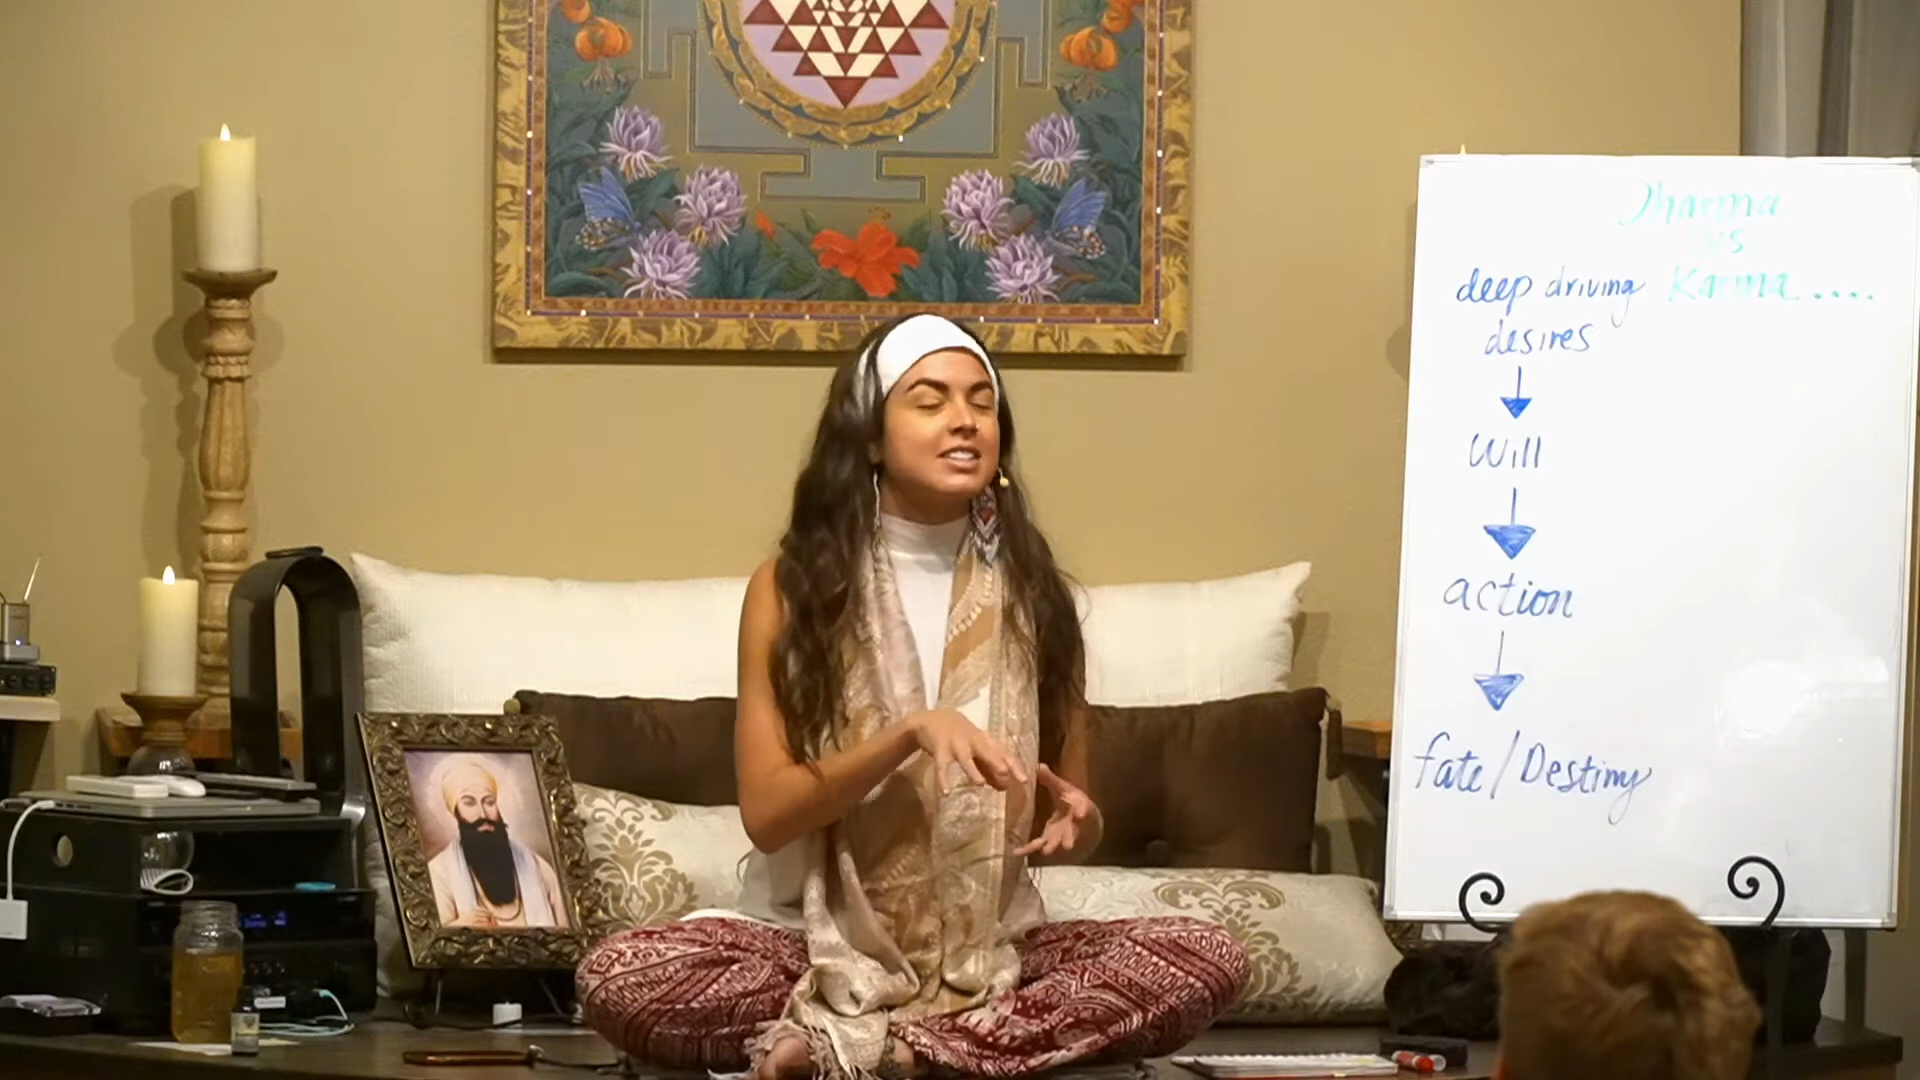 Dharma
vs
Karma....
deep driving
desires
Will
action
fate/Destiny